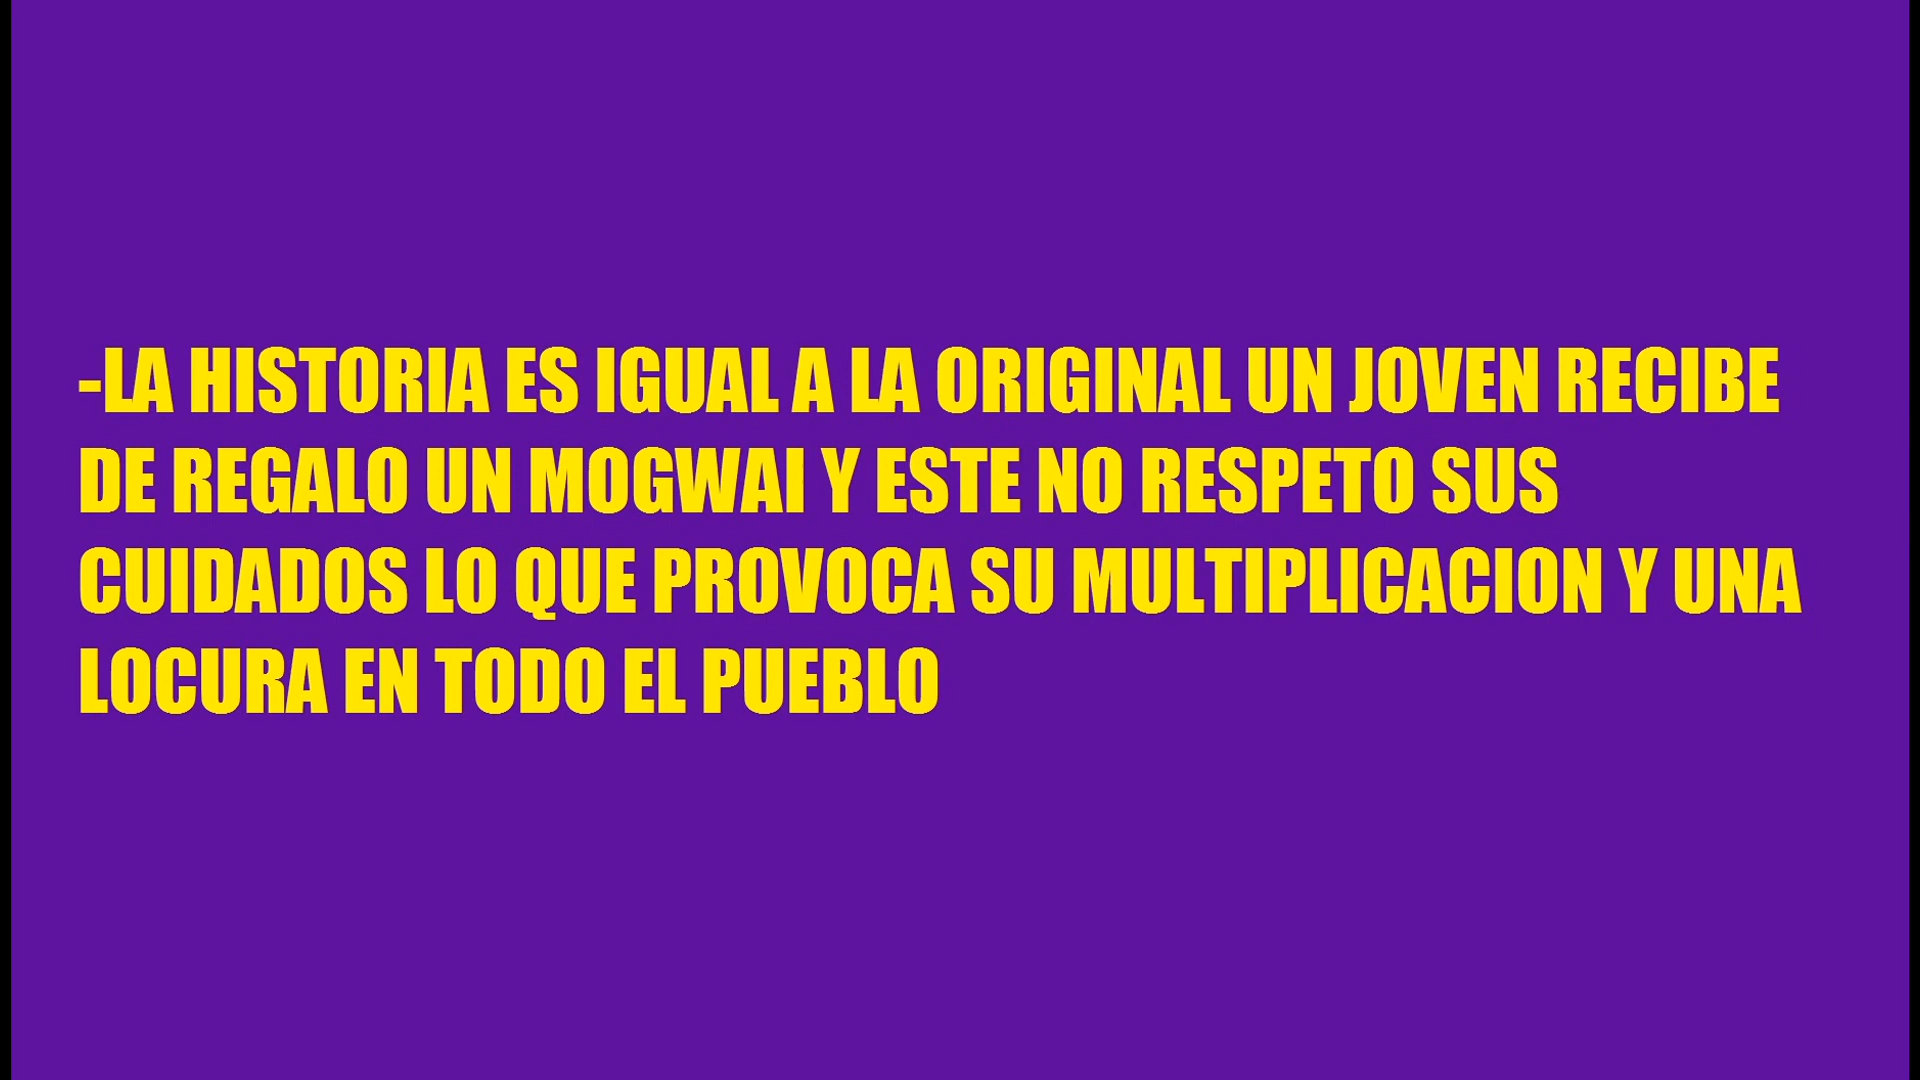 -LA HISTORIA ES IGUAL A LA ORIGINAL UN JOVEN RECIBE
DE REGALO UN MOGWAI Y ESTE NO RESPETO SUS
CUIDADOS LO QUE PROVOCA SU MULTIPLICACION Y UNA
LOCURA EN TODO EL PUEBLO